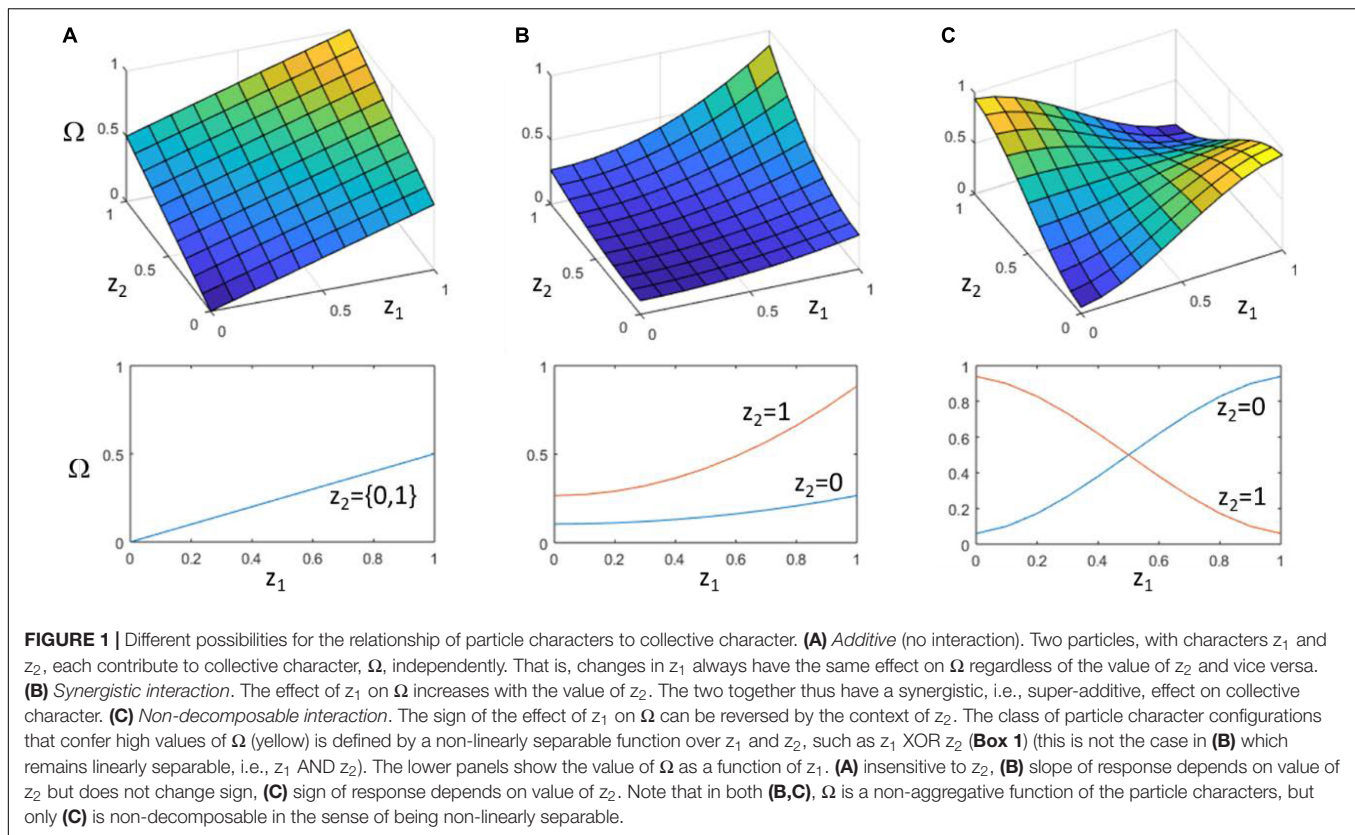 A
B
C
1
0.5
0
Ω
1
0.5
0
z2
0
0.5
1
z1
1
0.5
0
1
0.5
0
z2
0
0.5
1
z1
1
0.5
0
1
0.5
0
z2
0
0.5
1
z1
1
0.5
0
Ω
z2={0,1}
0 0.2 0.4 0.6 0.8 1
z1
1
0.5
0
z2=1
z2=0
0 0.2 0.4 0.6 0.8 1
z1
1
0.8
0.6
0.4
0.2
0
z2=0
z2=1
0 0.2 0.4 0.6 0.8 1
z1
FIGURE 1 | Different possibilities for the relationship of particle characters to collective character. (A) Additive (no interaction). Two particles, with characters z1 and
z2, each contribute to collective character, Ω, independently. That is, changes in z1 always have the same effect on Ω regardless of the value of z2 and vice versa.
(B) Synergistic interaction. The effect of z1 on Ω increases with the value of z2. The two together thus have a synergistic, i.e., super-additive, effect on collective
character. (C) Non-decomposable interaction. The sign of the effect of z1 on Ω can be reversed by the context of z2. The class of particle character configurations
that confer high values of Ω (yellow) is defined by a non-linearly separable function over z1 and z2, such as z1 XOR z2 (Box 1) (this is not the case in (B) which
remains linearly separable, i.e., z1 AND z2). The lower panels show the value of Ω as a function of z1. (A) insensitive to z2, (B) slope of response depends on value of
z2 but does not change sign, (C) sign of response depends on value of z2. Note that in both (B,C), Ω is a non-aggregative function of the particle characters, but
only (C) is non-decomposable in the sense of being non-linearly separable.